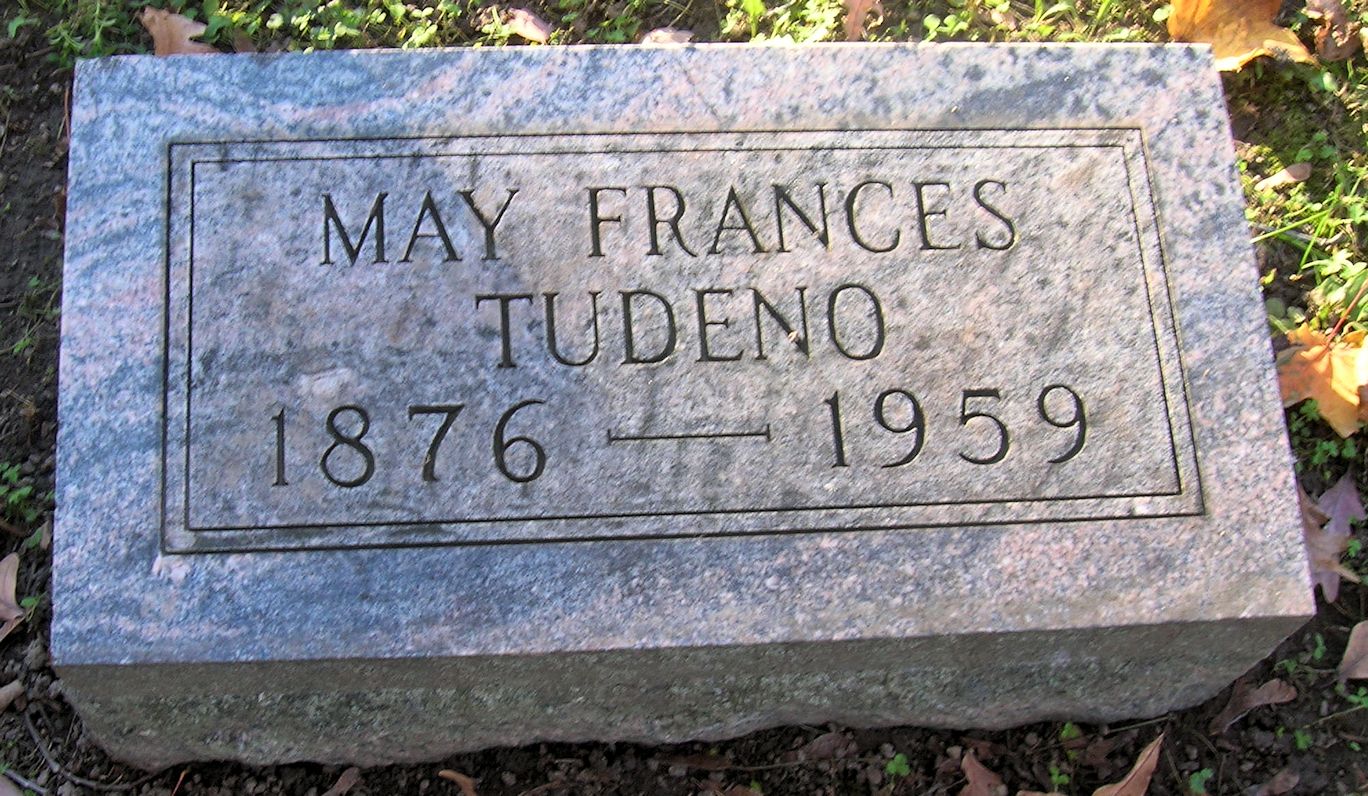 MAY FRANCES
TUDENO
1876 — 1959